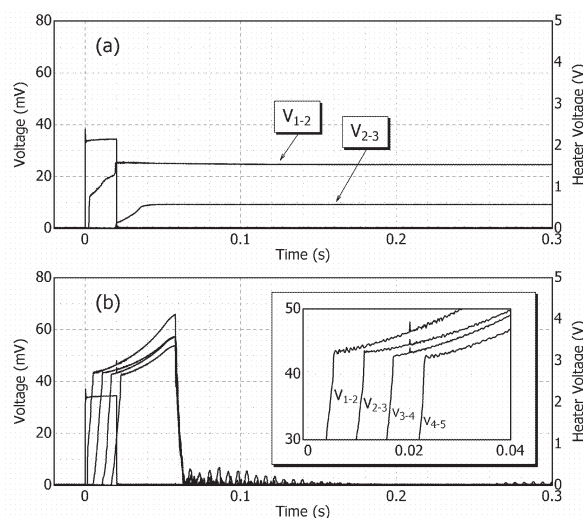 (a)
80
60
40
20
0
Voltage (mV)
V1-2
V2-3
5
4
3
2
1
0
Heater Voltage (V)
0 0.1 0.2 0.3
Time (s)
(b)
80
60
40
20
0
Voltage (mV)
50
40
30
V1-2 V2-3 V3-4 V4-5
0 0.02 0.04
5
4
3
2
1
0
Heater Voltage (V)
0 0.1 0.2 0.3
Time (s)